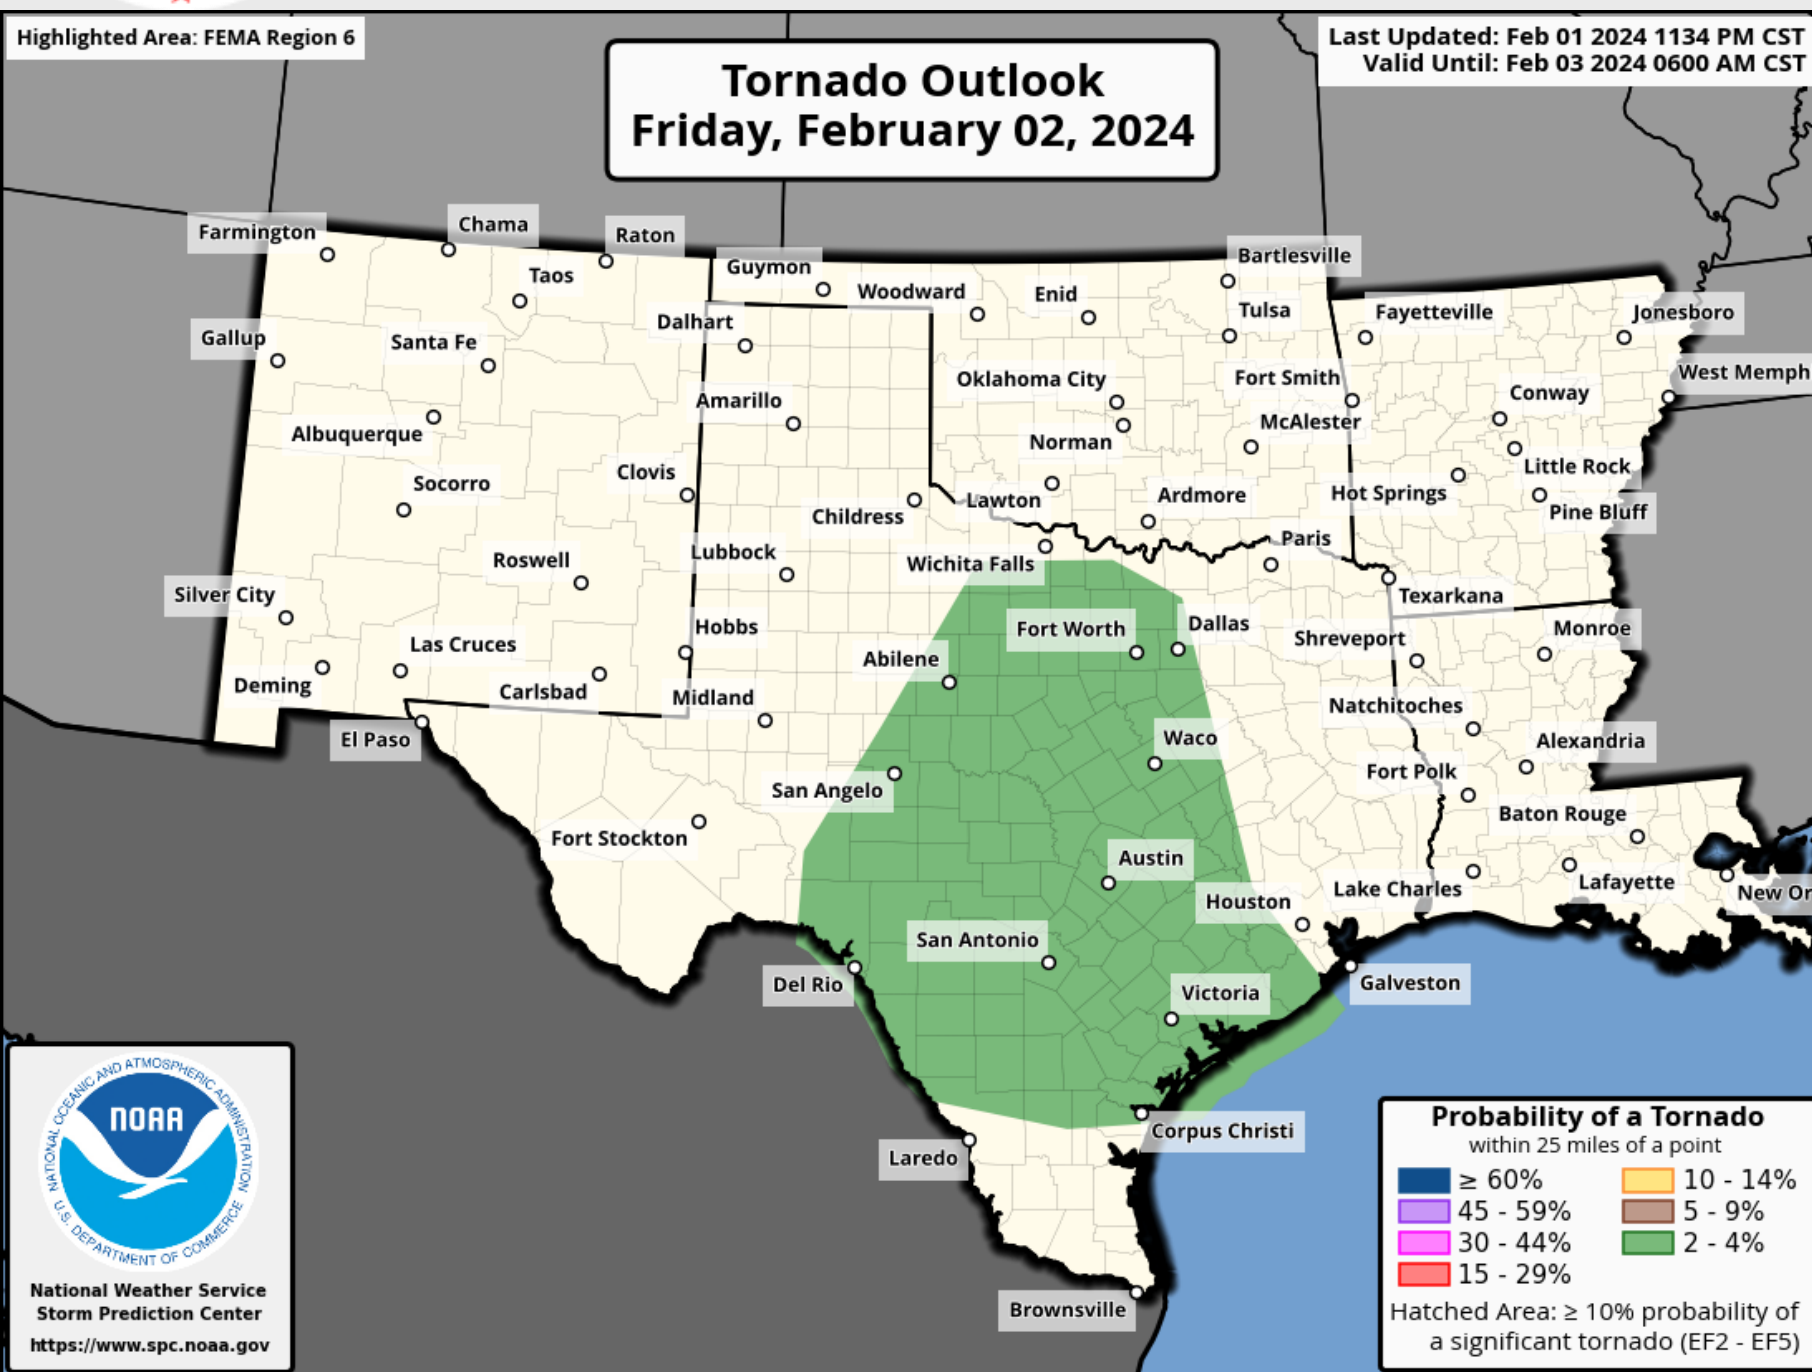 Highlighted Area: FEMA Region 6
Tornado Outlook
Friday, February 02, 2024
Last Updated: Feb 01 2024 1134 PM CST
Valid Until: Feb 03 2024 0600 AM CST
Farmington
Chama
Raton
Taos
Guymon
Woodward
Enid
Bartlesville
Tulsa
Fayetteville
Jonesboro
Gallup
Santa Fe
Dalhart
Oklahoma City
Fort Smith
Conway
West Memph
Albuquerque
Amarillo
Norman
McAlester
Little Rock
Socorro
Clovis
Childress
Lawton
Ardmore
Hot Springs
Pine Bluff
Roswell
Lubbock
Wichita Falls
Paris
Silver City
Texarkana
Las Cruces
Hobbs
Fort Worth
Dallas
Shreveport
Monroe
Deming
Carlsbad
Midland
Abilene
Natchitoches
El Paso
Waco
Alexandria
San Angelo
Fort Polk
Fort Stockton
Baton Rouge
Austin
Houston
Lake Charles
Lafayette
New Or
San Antonio
Del Rio
Victoria
Galveston
Corpus Christi
Laredo
Brownsville
NATIONAL OCEANIC AND ATMOSPHERIC ADMINISTRATION
NOAA
U.S. DEPARTMENT OF COMMERCE
National Weather Service
Storm Prediction Center
https://www.spc.noaa.gov
Probability of a Tornado
within 25 miles of a point
≥ 60%
10 - 14%
45 - 59%
5 - 9%
30 - 44%
2 - 4%
15 - 29%
Hatched Area: ≥ 10% probability of
a significant tornado (EF2 - EF5)